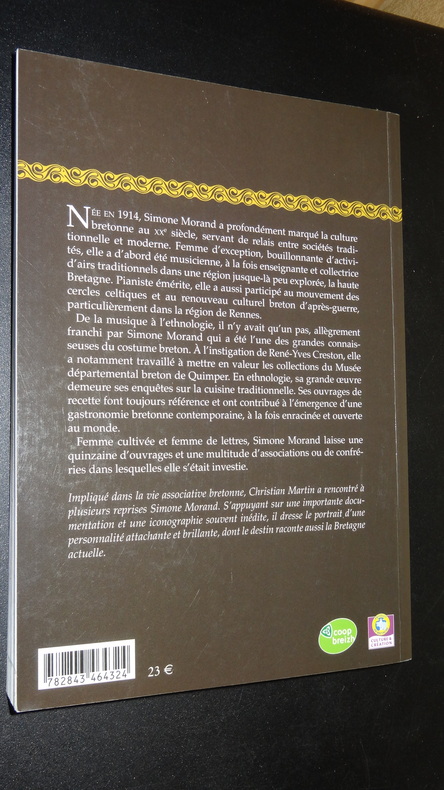 NÉE EN 1914, Simone Morand a profondément marqué la culture
bretonne au XXe siècle, servant de relais entre sociétés tradi-
tionnelle et moderne. Femme d'exception, bouillonnante d'activi-
tés, elle a d'abord été musicienne, à la fois enseignante et collectrice
d'airs traditionnels dans une région jusque-là peu explorée, la haute
Bretagne. Pianiste émérite, elle a aussi participé au mouvement des
cercles celtiques et au renouveau culturel breton d'après-guerre,
particulièrement dans la région de Rennes.
De la musique à l'ethnologie, il n'y avait qu'un pas, allègrement
franchi par Simone Morand qui a été l'une des grandes connais-
seuses du costume breton. À l'instigation de René-Yves Creston, elle
a notamment travaillé à mettre en valeur les collections du Musée
départemental breton de Quimper. En ethnologie, sa grande œuvre
demeure ses enquêtes sur la cuisine traditionnelle. Ses ouvrages de
recette font toujours référence et ont contribué à l'émergence d'une
gastronomie bretonne contemporaine, à la fois enracinée et ouverte
au monde.
Femme cultivée et femme de lettres, Simone Morand laisse une
quinzaine d'ouvrages et une multitude d'associations ou de confré-
ries dans lesquelles elle s'était investie.
Impliqué dans la vie associative bretonne, Christian Martin a rencontré à
plusieurs reprises Simone Morand. S'appuyant sur une importante docu-
mentation et une iconographie souvent inédite, il dresse le portrait d'une
personnalité attachante et brillante, dont le destin raconte aussi la Bretagne
actuelle.
coop
breizh
CULTURE &
CRÉATION
782843 464324
23 €